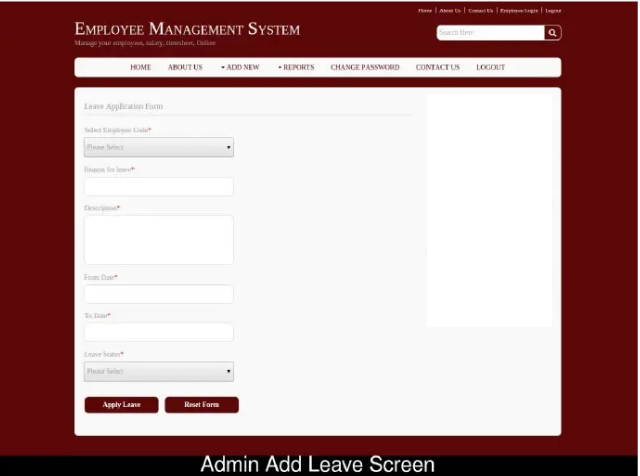 Home | About Us | Contact Us | Employee Login | Logout
EMPLOYEE MANAGEMENT SYSTEM
Manage your employees, salary, timesheet, Online
Search Here
HOME ABOUT US ADD NEW REPORTS CHANGE PASSWORD CONTACT US LOGOUT
Leave Application Form
Select Employee Code*
Please Select
Reason for leave*
Description*
From Date*
To Date*
Leave Status*
Please Select
Apply Leave Reset Form
Admin Add Leave Screen